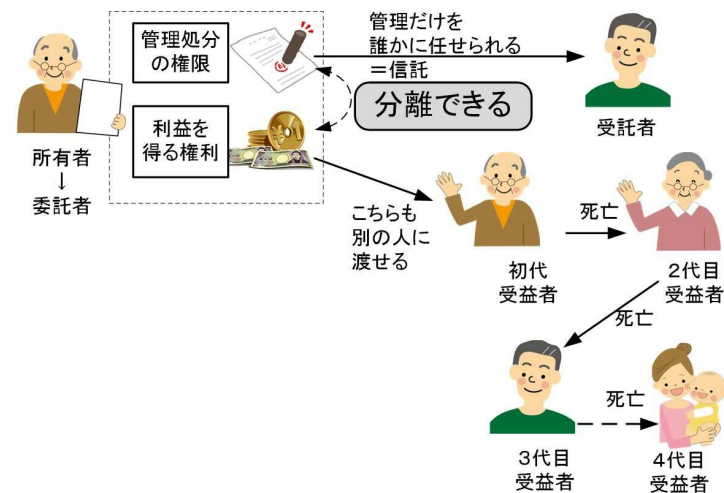 管理処分
の権限
利益を
得る権利
所有者
↓
委託者
管理だけを
誰かに任せられる
＝信託
分離できる
受託者
こちらも
別の人に
渡せる
初代
受益者
死亡
２代目
受益者
死亡
３代目
受益者
死亡
４代目
受益者